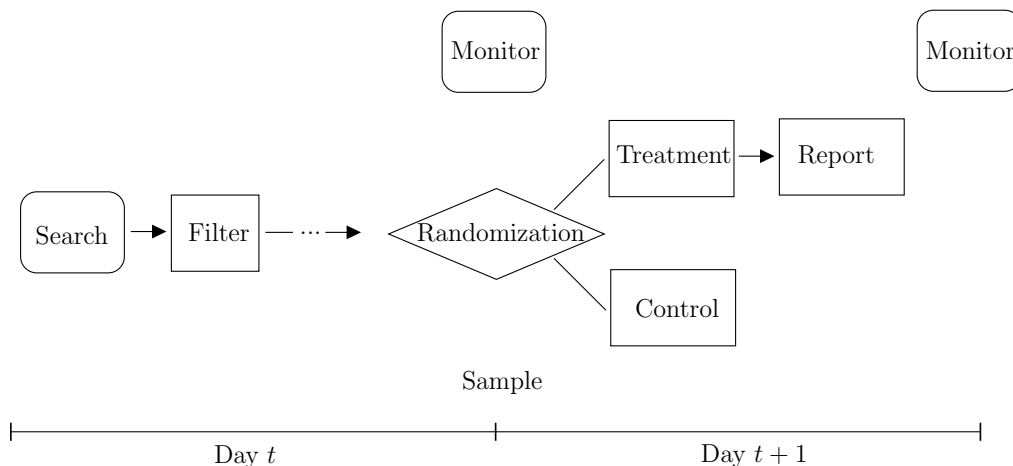 Monitor
Monitor
Treatment
Report
Search
Filter
...
Randomization
Control
Sample
Day t
Day t + 1